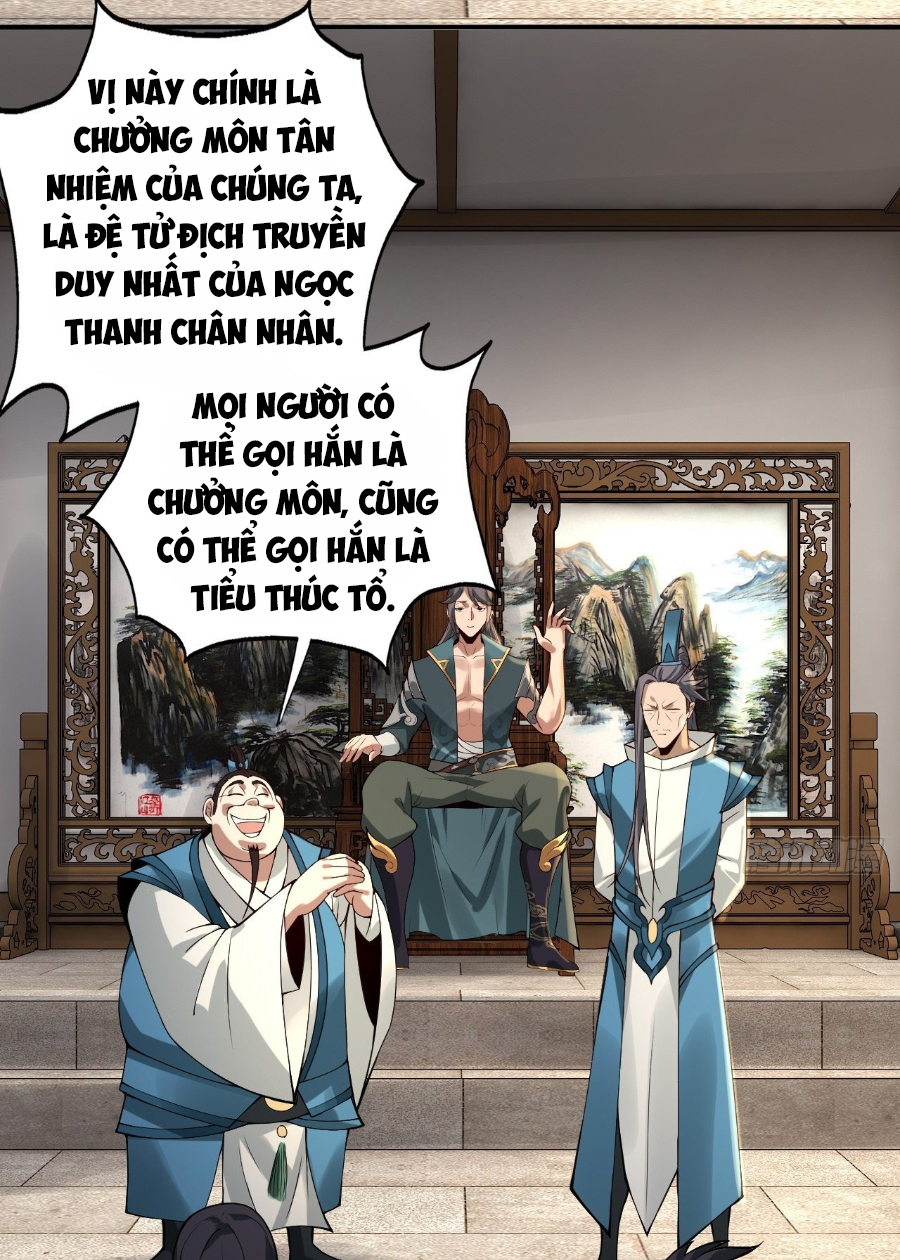 VỊ NÀY CHÍNH LÀ
CHƯỞNG MÔN TÂN
NHIỆM CỦA CHÚNG TA,
LÀ ĐỆ TỬ ĐỊCH TRUYỀN
DUY NHẤT CỦA NGỌC
THANH CHÂN NHÂN.
MỌI NGƯỜI CÓ
THỂ GỌI HẮN LÀ
CHƯỞNG MÔN, CŨNG
CÓ THỂ GỌI HẮN LÀ
TIỂU THÚC TỔ.